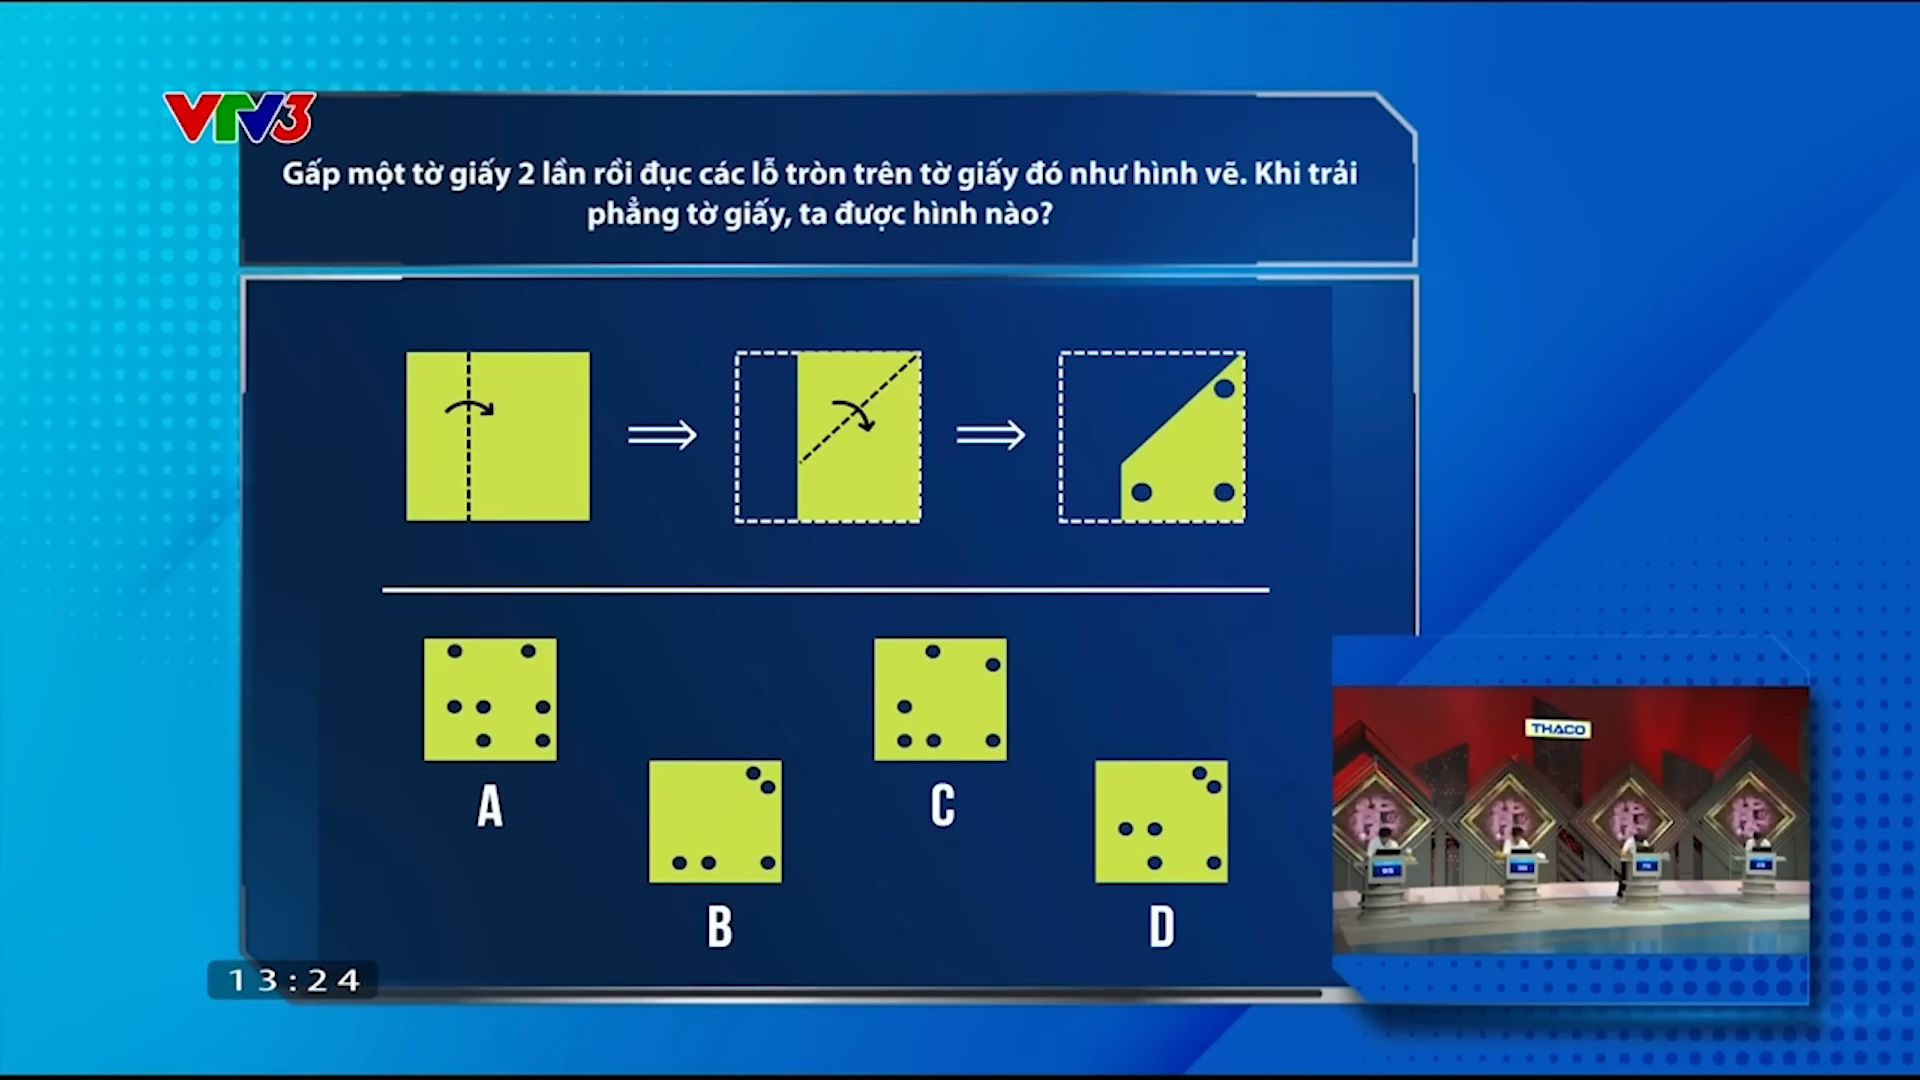 VTV3
Gấp một tờ giấy 2 lần rồi đục các lỗ tròn trên tờ giấy đó như hình vẽ. Khi trải
phẳng tờ giấy, ta được hình nào?
THACO
A
C
B
D
13:24